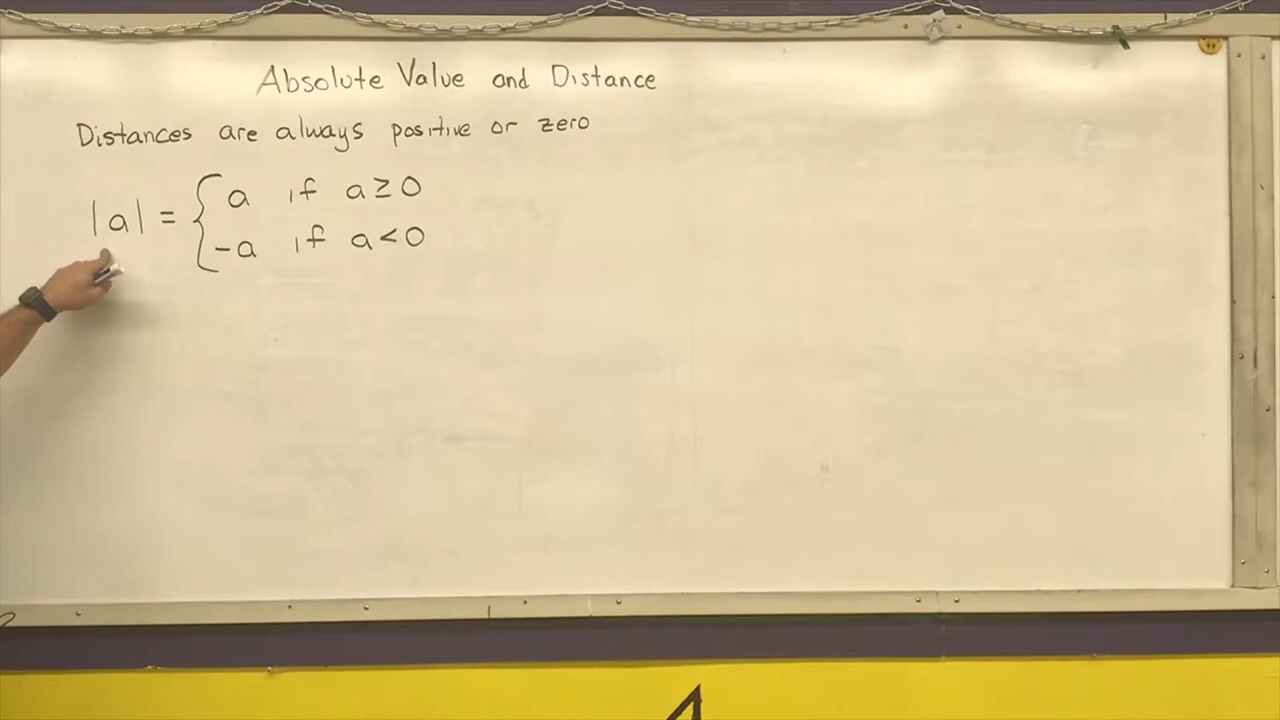 Absolute Value and Distance
Distances are always positive or zero
|a| = { a if a ≥ 0
-a if a < 0